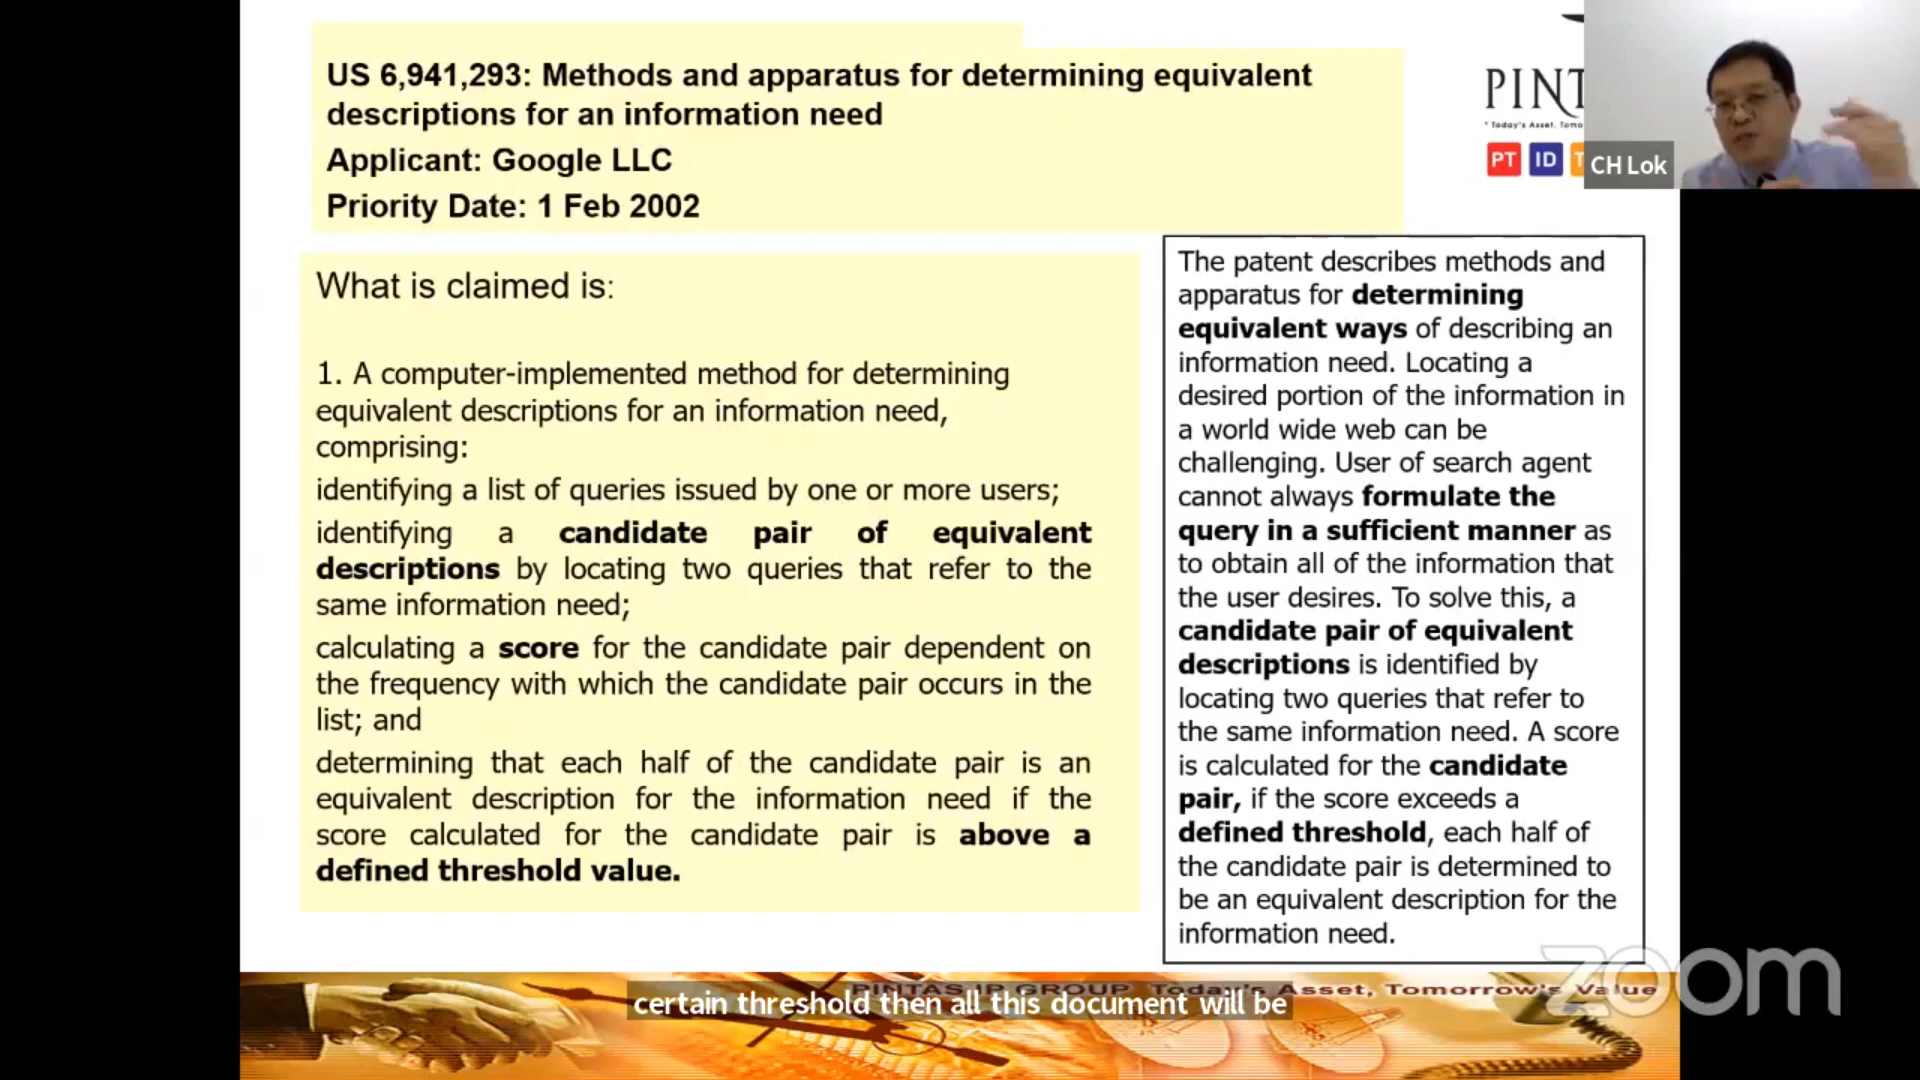 US 6,941,293: Methods and apparatus for determining equivalent
descriptions for an information need
Applicant: Google LLC
Priority Date: 1 Feb 2002
PINT
PT ID T
CH Lok
What is claimed is:
1. A computer-implemented method for determining
equivalent descriptions for an information need,
comprising:
identifying a list of queries issued by one or more users;
identifying a candidate pair of equivalent
descriptions by locating two queries that refer to the
same information need;
calculating a score for the candidate pair dependent on
the frequency with which the candidate pair occurs in the
list; and
determining that each half of the candidate pair is an
equivalent description for the information need if the
score calculated for the candidate pair is above a
defined threshold value.
The patent describes methods and
apparatus for determining
equivalent ways of describing an
information need. Locating a
desired portion of the information in
a world wide web can be
challenging. User of search agent
cannot always formulate the
query in a sufficient manner as
to obtain all of the information that
the user desires. To solve this, a
candidate pair of equivalent
descriptions is identified by
locating two queries that refer to
the same information need. A score
is calculated for the candidate
pair, if the score exceeds a
defined threshold, each half of
the candidate pair is determined to
be an equivalent description for the
information need.
zoom
PINTAS IP GROUP Today's Asset, Tomorrow's Value
certain threshold then all this document will be